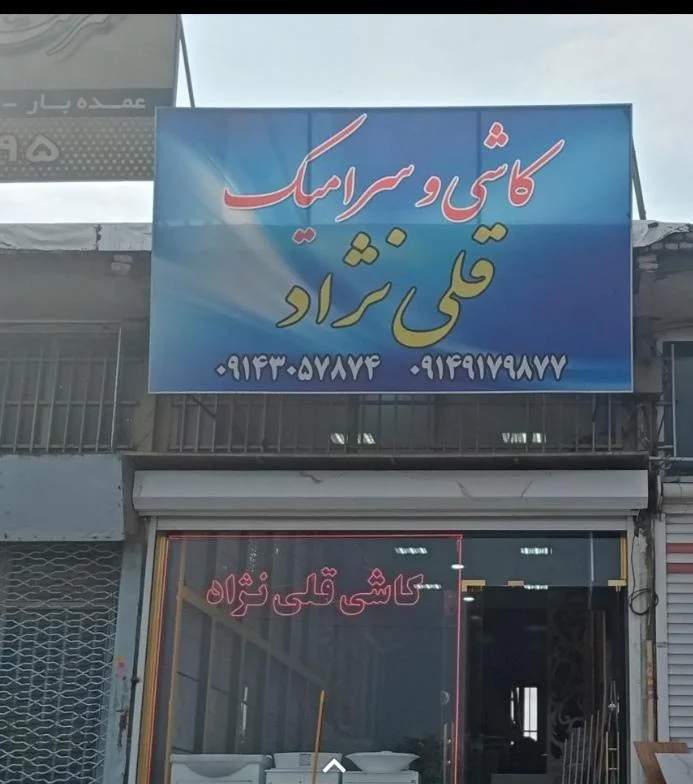 عمده بار -
۹۵
کاشی و سرامیک
قلی نژاد
۰۹۱۴۳۰۵۷۸۷۴ ۰۹۱۴۹۱۷۹۸۷۷
کاشی قلی نژاد